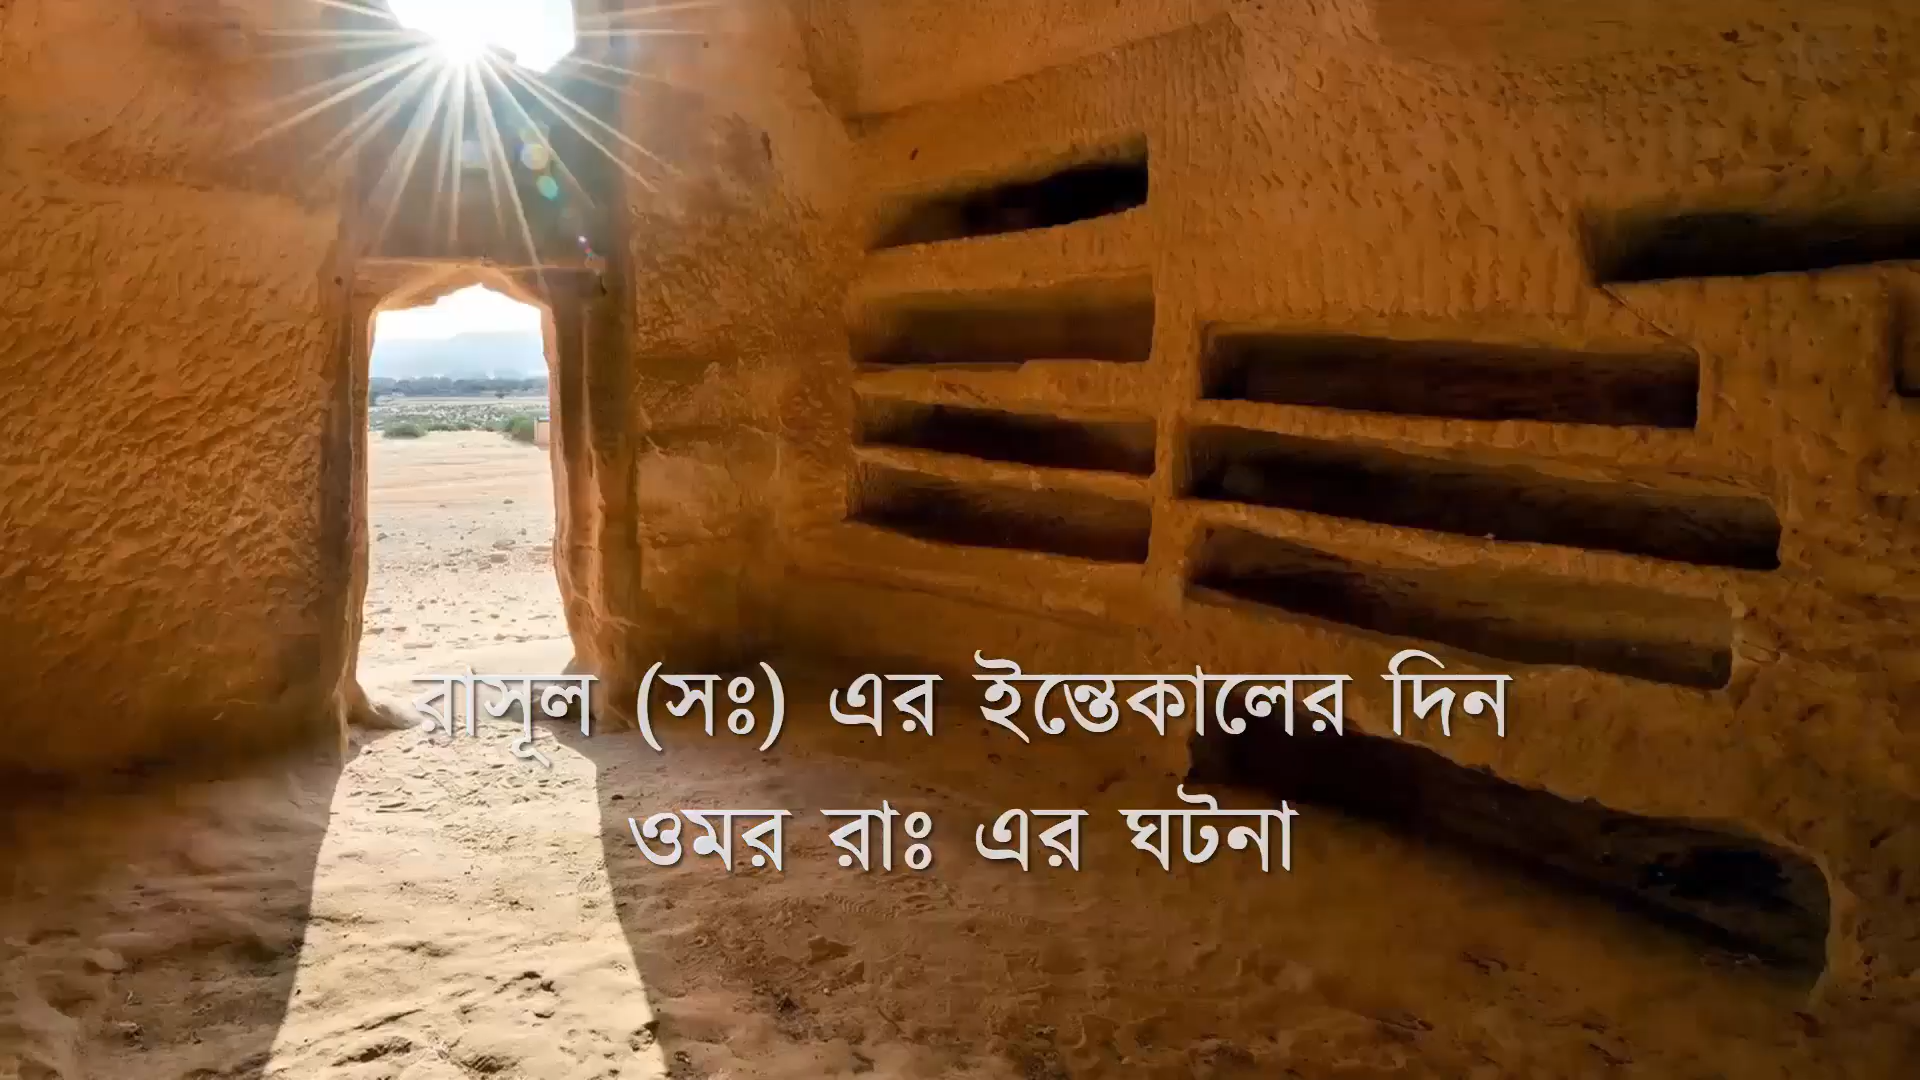 রাসূল (সঃ) এর ইন্তেকালের দিন
ওমর রাঃ এর ঘটনা